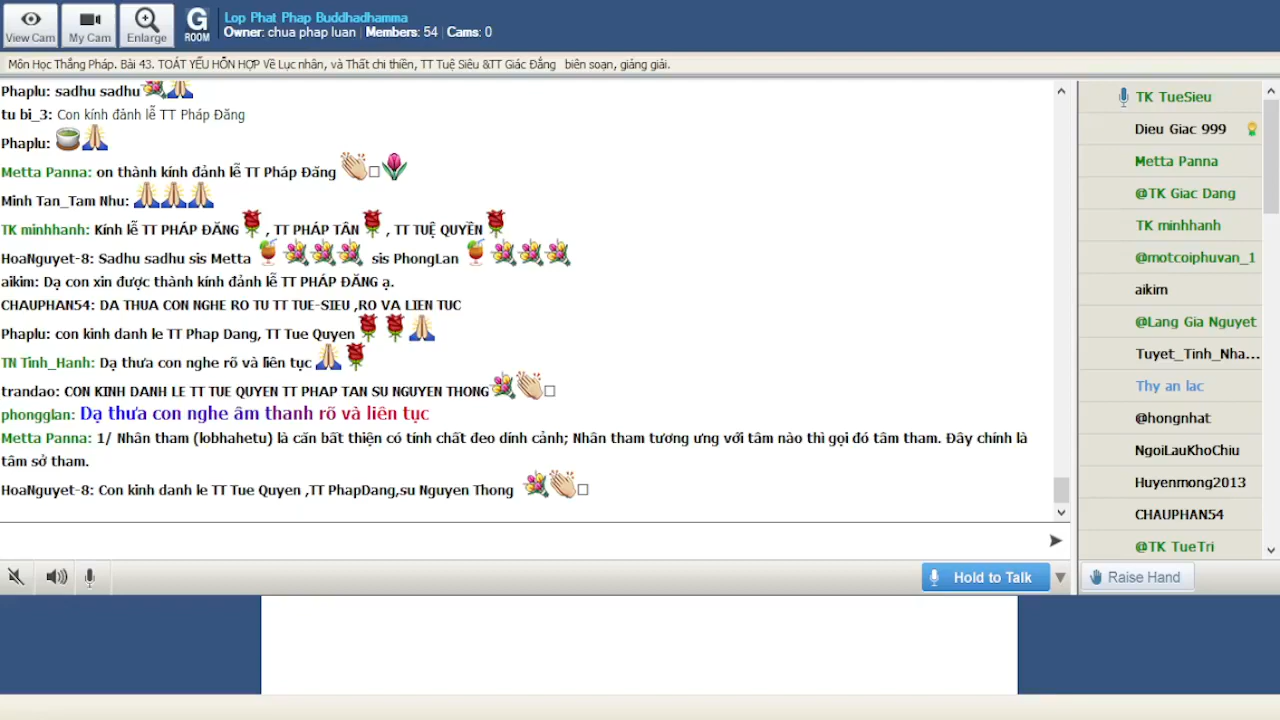 View Cam
My Cam
Enlarge
G
ROOM
Lop Phat Phap Buddhadhamma
Owner: chua phap luan | Members: 54 | Cams: 0
Môn Học Thắng Pháp. Bài 43. TOÁT YẾU HỖN HỢP Về Lục nhân, và Thất chi thiền, TT Tuệ Siêu &TT Giác Đẳng   biên soạn, giảng giải.
Phaplu: sadhu sadhu
tu bi_3: Con kính đảnh lễ TT Pháp Đăng
Phaplu:
Metta Panna: on thành kính đảnh lễ TT Pháp Đăng
Minh Tan_Tam Nhu:
TK minhhanh: Kính lễ TT PHÁP ĐĂNG , TT PHÁP TÂN , TT TUỆ QUYỀN
HoaNguyet-8: Sadhu sadhu sis Metta sis PhongLan
aikim: Dạ con xin được thành kính đảnh lễ TT PHÁP ĐĂNG ạ.
CHAUPHAN54: DA THUA CON NGHE RO TU TT TUE-SIEU ,RO VA LIEN TUC
Phaplu: con kinh danh le TT Phap Dang, TT Tue Quyen
TN Tinh_Hanh: Dạ thưa con nghe rõ và liên tục
trandao: CON KINH DANH LE TT TUE QUYEN TT PHAP TAN SU NGUYEN THONG
phongglan: Dạ thưa con nghe âm thanh rõ và liên tục
Metta Panna: 1/ Nhân tham (lobhahetu) là căn bất thiện có tính chất đeo dính cảnh; Nhân tham tương ưng với tâm nào thì gọi đó tâm tham. Đây chính là
tâm sở tham.
HoaNguyet-8: Con kinh danh le TT Tue Quyen ,TT PhapDang,su Nguyen Thong
Hold to Talk
TK TueSieu
Dieu Giac 999
Metta Panna
@TK Giac Dang
TK minhhanh
@motcoiphuvan_1
aikim
@Lang Gia Nguyet
Tuyet_Tinh_Nha...
Thy an lac
@hongnhat
NgoiLauKhoChiu
Huyenmong2013
CHAUPHAN54
@TK TueTri
Raise Hand